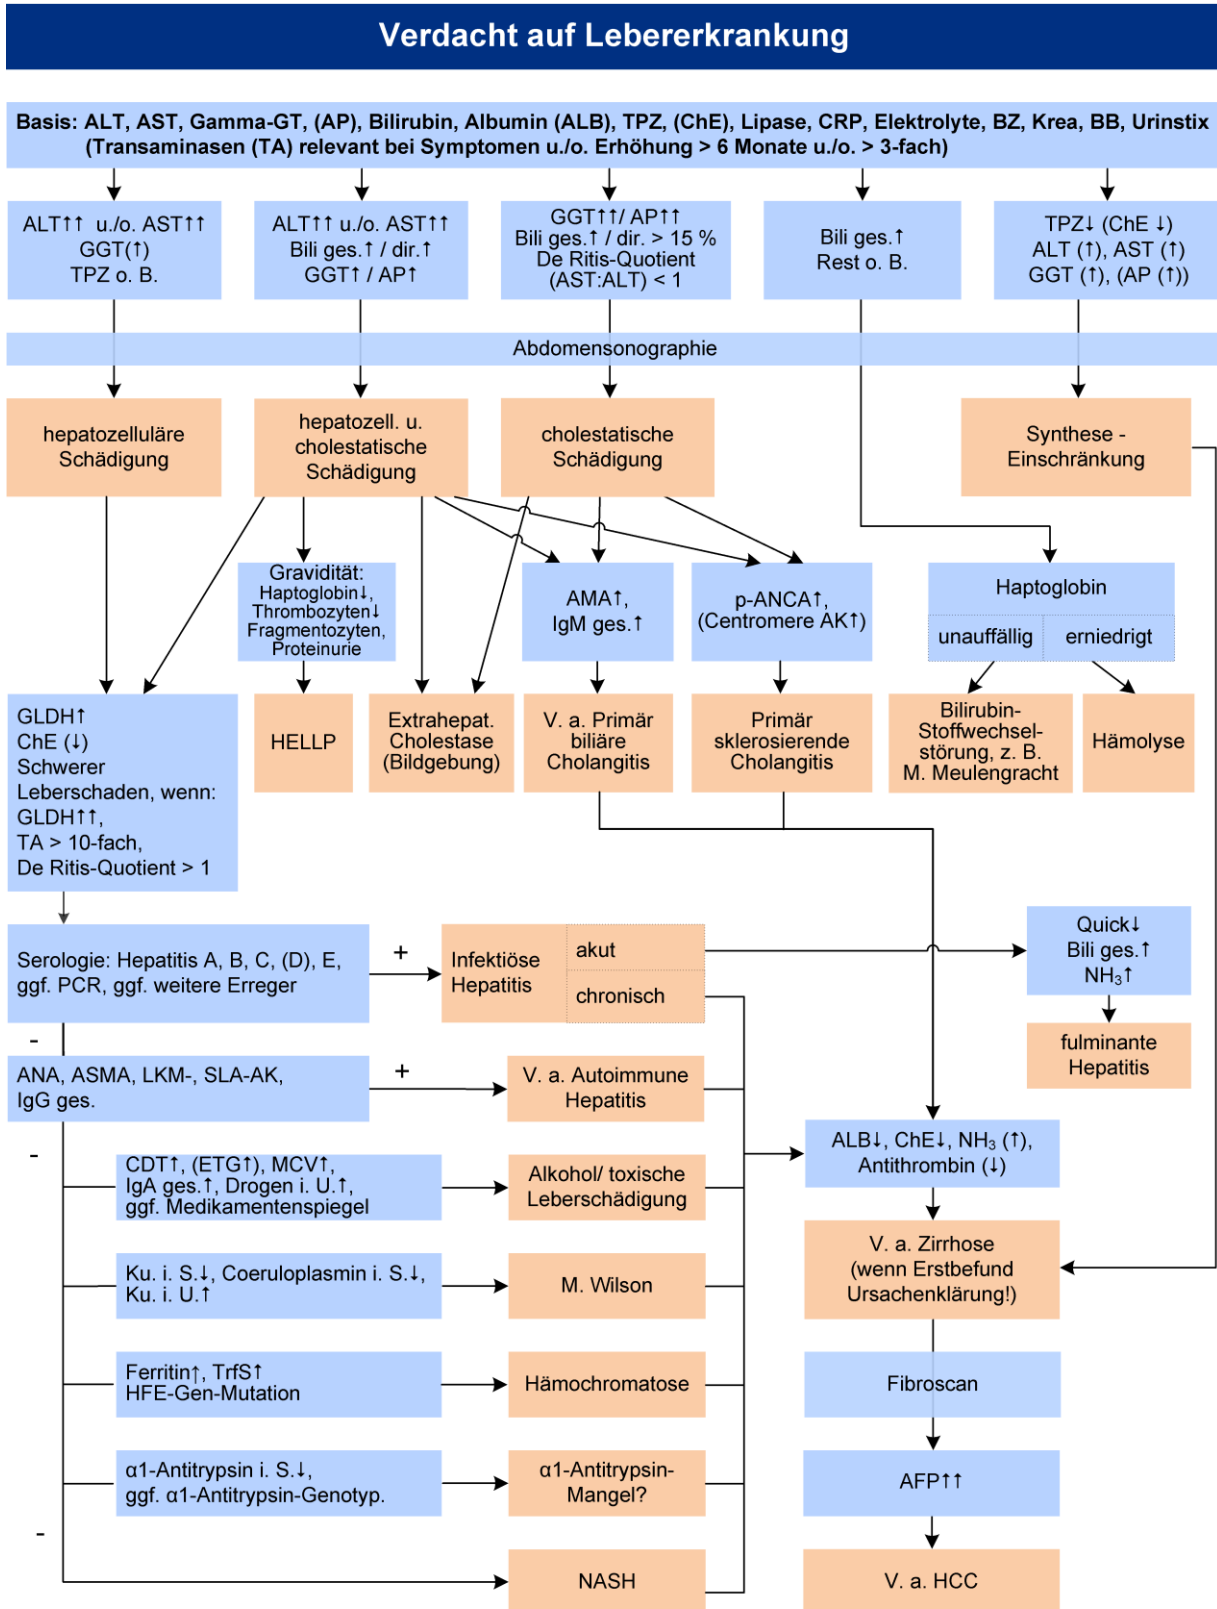 Verdacht auf Lebererkrankung
Basis: ALT, AST, Gamma-GT, (AP), Bilirubin, Albumin (ALB), TPZ, (ChE), Lipase, CRP, Elektrolyte, BZ, Krea, BB, Urinstix
(Transaminasen (TA) relevant bei Symptomen u./o. Erhöhung > 6 Monate u./o. > 3-fach)
ALT↑↑ u./o. AST↑↑
GGT(↑)
TPZ o. B.
ALT↑↑ u./o. AST↑↑
Bili ges.↑ / dir.↑
GGT↑ / AP↑
GGT↑↑/ AP↑↑
Bili ges.↑ / dir. > 15 %
De Ritis-Quotient
(AST:ALT) < 1
Bili ges.↑
Rest o. B.
TPZ↓ (ChE ↓)
ALT (↑), AST (↑)
GGT (↑), (AP (↑))
Abdomensonographie
hepatozelluläre
Schädigung
hepatozell. u.
cholestatische
Schädigung
cholestatische
Schädigung
Synthese -
Einschränkung
Gravidität:
Haptoglobin↓,
Thrombozyten↓
Fragmentozyten,
Proteinurie
AMA↑,
IgM ges.↑
p-ANCA↑,
(Centromere AK↑)
Haptoglobin
unauffällig
erniedrigt
GLDH↑
ChE (↓)
Schwerer
Leberschaden, wenn:
GLDH↑↑,
TA > 10-fach,
De Ritis-Quotient > 1
HELLP
Extrahepat.
Cholestase
(Bildgebung)
V. a. Primär
biliäre
Cholangitis
Primär
sklerosierende
Cholangitis
Bilirubin-
Stoffwechsel-
störung, z. B.
M. Meulengracht
Hämolyse
Serologie: Hepatitis A, B, C, (D), E,
ggf. PCR, ggf. weitere Erreger
+
Infektiöse
Hepatitis
akut
chronisch
Quick↓
Bili ges.↑
NH₃↑
fulminante
Hepatitis
-
ANA, ASMA, LKM-, SLA-AK,
IgG ges.
+
V. a. Autoimmune
Hepatitis
ALB↓, ChE↓, NH₃ (↑),
Antithrombin (↓)
-
CDT↑, (ETG↑), MCV↑,
IgA ges.↑, Drogen i. U.↑,
ggf. Medikamentenspiegel
Alkohol/ toxische
Leberschädigung
V. a. Zirrhose
(wenn Erstbefund
Ursachenklärung!)
Ku. i. S.↓, Coeruloplasmin i. S.↓,
Ku. i. U.↑
M. Wilson
Ferritin↑, TrfS↑
HFE-Gen-Mutation
Hämochromatose
Fibroscan
α1-Antitrypsin i. S.↓,
ggf. α1-Antitrypsin-Genotyp.
α1-Antitrypsin-
Mangel?
AFP↑↑
-
NASH
V. a. HCC